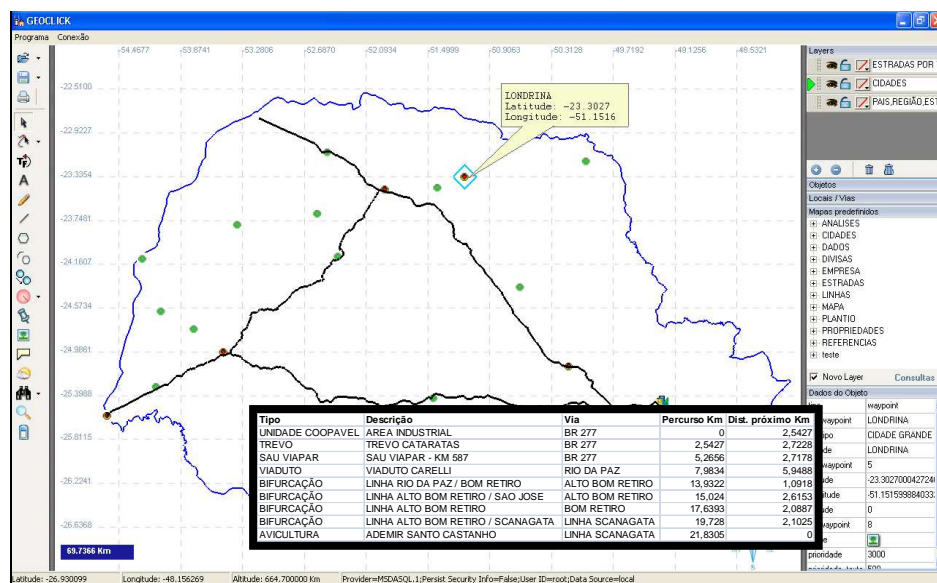 GEOCLICK
Programa Conexão
-54.4677 -53.8741 -53.2806 -52.6870 -52.0934 -51.4999 -50.9063 -50.3128 -49.7192 -49.1256 -48.5321
-22.5100
-22.9227
-23.3354
-23.7481
-24.1607
-24.5734
-24.9861
-25.3988
-25.8115
-26.2241
-26.6368
LONDRINA
Latitude: -23.3027
Longitude: -51.1516
Layers
ESTRADAS POR
CIDADES
PAIS,REGIÃO,EST
Objetos
Locais / Vias
Mapas predefinidos
ANALISES
CIDADES
DADOS
DIVISAS
EMPRESA
ESTRADAS
LINHAS
MAPA
PLANTIO
PROPRIEDADES
REFERENCIAS
teste
Novo Layer Consultas
Dados do Objeto
waypoint
waypoint LONDRINA
ipo CIDADE GRANDE
de LONDRINA
waypoint 5
ude -23.302700042724
itude -51.151599884033
ude 0
waypoint 8
e
prioridade 3000
Tipo Descrição Via Percurso Km Dist. próximo Km
UNIDADE COOPAVEL AREA INDUSTRIAL BR 277 0 2,5427
TREVO TREVO CATARATAS BR 277 2,5427 2,7228
SAU VIAPAR SAU VIAPAR - KM 587 BR 277 5,2656 2,7178
VIADUTO VIADUTO CARELLI RIO DA PAZ 7,9834 5,9488
BIFURCAÇÃO LINHA RIO DA PAZ / BOM RETIRO ALTO BOM RETIRO 13,9322 1,0918
BIFURCAÇÃO LINHA ALTO BOM RETIRO / SAO JOSE ALTO BOM RETIRO 15,024 2,6153
BIFURCAÇÃO LINHA ALTO BOM RETIRO BOM RETIRO 17,6393 2,0887
BIFURCAÇÃO LINHA ALTO BOM RETIRO / SCANAGATA LINHA SCANAGATA 19,728 2,1025
AVICULTURA ADEMIR SANTO CASTANHO LINHA SCANAGATA 21,8305 0
69.7366 Km
Latitude: -26.930099 Longitude: -48.156269 Altitude: 664.700000 Km Provider=MSDASQL.1;Persist Security Info=False;User ID=root;Data Source=local